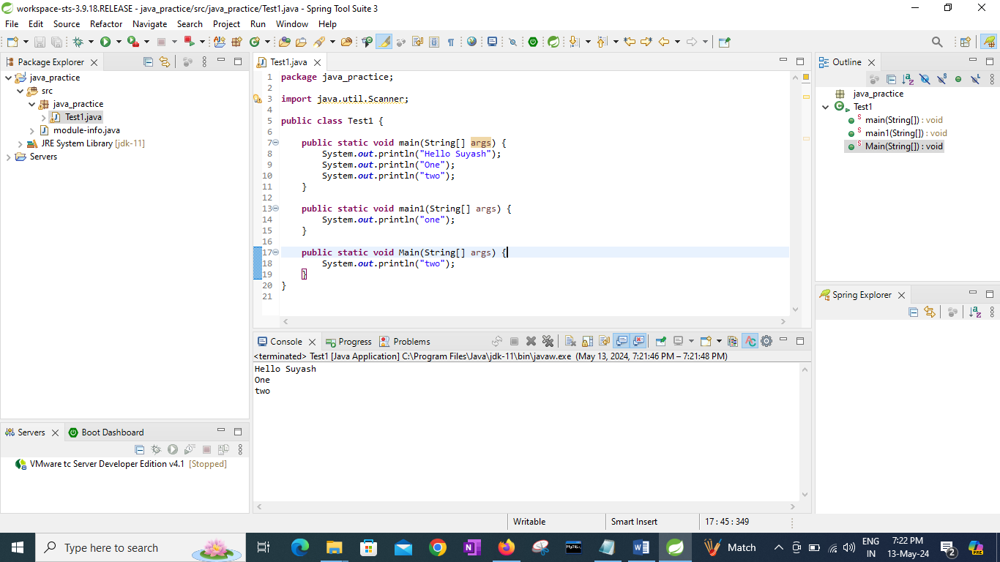 workspace-sts-3.9.18.RELEASE - java_practice/src/java_practice/Test1.java - Spring Tool Suite 3
File Edit Source Refactor Navigate Search Project Run Window Help
Package Explorer
java_practice
src
java_practice
Test1.java
module-info.java
JRE System Library [jdk-11]
Servers
Test1.java
1 package java_practice;
2
3 import java.util.Scanner;
4
5 public class Test1 {
6
7 public static void main(String[] args) {
8 System.out.println("Hello Suyash");
9 System.out.println("One");
10 System.out.println("two");
11 }
12
13 public static void main1(String[] args) {
14 System.out.println("one");
15 }
16
17 public static void Main(String[] args) {
18 System.out.println("two");
19 }
20 }
21
Outline
java_practice
Test1
main(String[]) : void
main1(String[]) : void
Main(String[]) : void
Spring Explorer
Console Progress Problems
<terminated> Test1 [Java Application] C:\Program Files\Java\jdk-11\bin\javaw.exe (May 13, 2024, 7:21:46 PM – 7:21:48 PM)
Hello Suyash
One
two
Servers Boot Dashboard
VMware tc Server Developer Edition v4.1 [Stopped]
Writable Smart Insert 17 : 45 : 349
Type here to search
Match
ENG
IN
7:22 PM
13-May-24
2
PRE